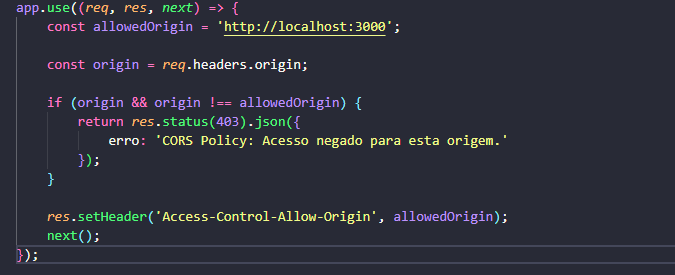 app.use((req, res, next) => {
    const allowedOrigin = 'http://localhost:3000';
    const origin = req.headers.origin;
    if (origin && origin !== allowedOrigin) {
        return res.status(403).json({
            erro: 'CORS Policy: Acesso negado para esta origem.'
        });
    }
    res.setHeader('Access-Control-Allow-Origin', allowedOrigin);
    next();
});